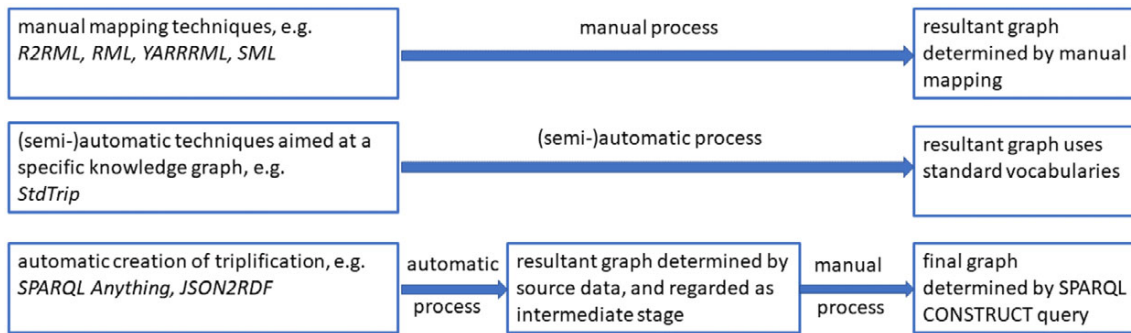 manual mapping techniques, e.g.
R2RML, RML, YARRRML, SML
manual process
resultant graph
determined by manual
mapping
(semi-)automatic techniques aimed at a
specific knowledge graph, e.g.
StdTrip
(semi-)automatic process
resultant graph uses
standard vocabularies
automatic creation of triplification, e.g.
SPARQL Anything, JSON2RDF
automatic
process
resultant graph determined by
source data, and regarded as
intermediate stage
manual
process
final graph
determined by SPARQL
CONSTRUCT query